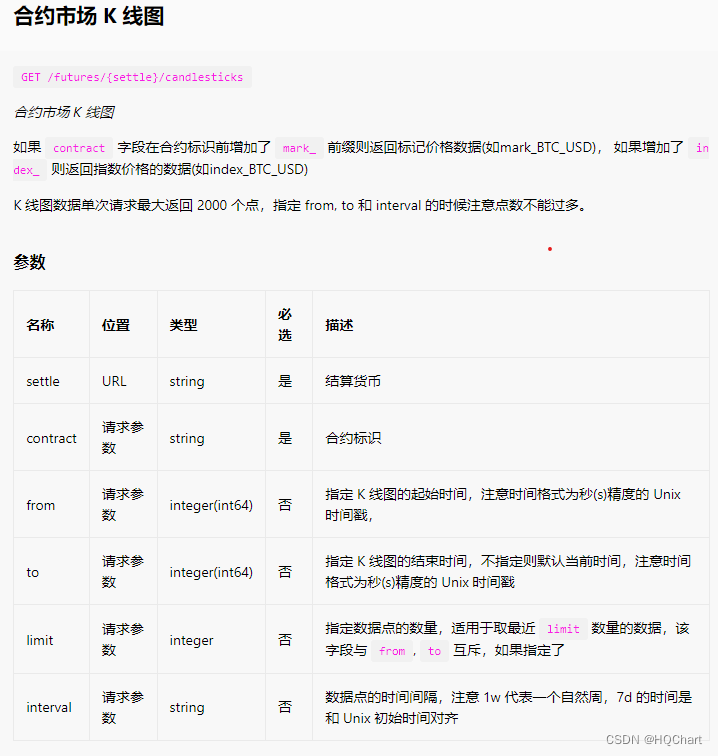 合约市场 K 线图
GET /futures/{settle}/candlesticks
合约市场 K 线图
如果 contract 字段在合约标识前增加了 mark_ 前缀则返回标记价格数据(如mark_BTC_USD)， 如果增加了 in
dex_ 则返回指数价格的数据(如index_BTC_USD)
K 线图数据单次请求最大返回 2000 个点，指定 from, to 和 interval 的时候注意点数不能过多。
参数
名称 位置 类型 必选 描述
settle URL string 是 结算货币
contract 请求参数 string 是 合约标识
from 请求参数 integer(int64) 否 指定 K 线图的起始时间，注意时间格式为秒(s)精度的 Unix
时间戳，
to 请求参数 integer(int64) 否 指定 K 线图的结束时间，不指定则默认当前时间，注意时间
格式为秒(s)精度的 Unix 时间戳
limit 请求参数 integer 否 指定数据点的数量，适用于取最近 limit 数量的数据，该
字段与 from, to 互斥，如果指定了
interval 请求参数 string 否 数据点的时间间隔，注意 1w 代表一个自然周，7d 的时间是
和 Unix 初始时间对齐
CSDN @HQChart